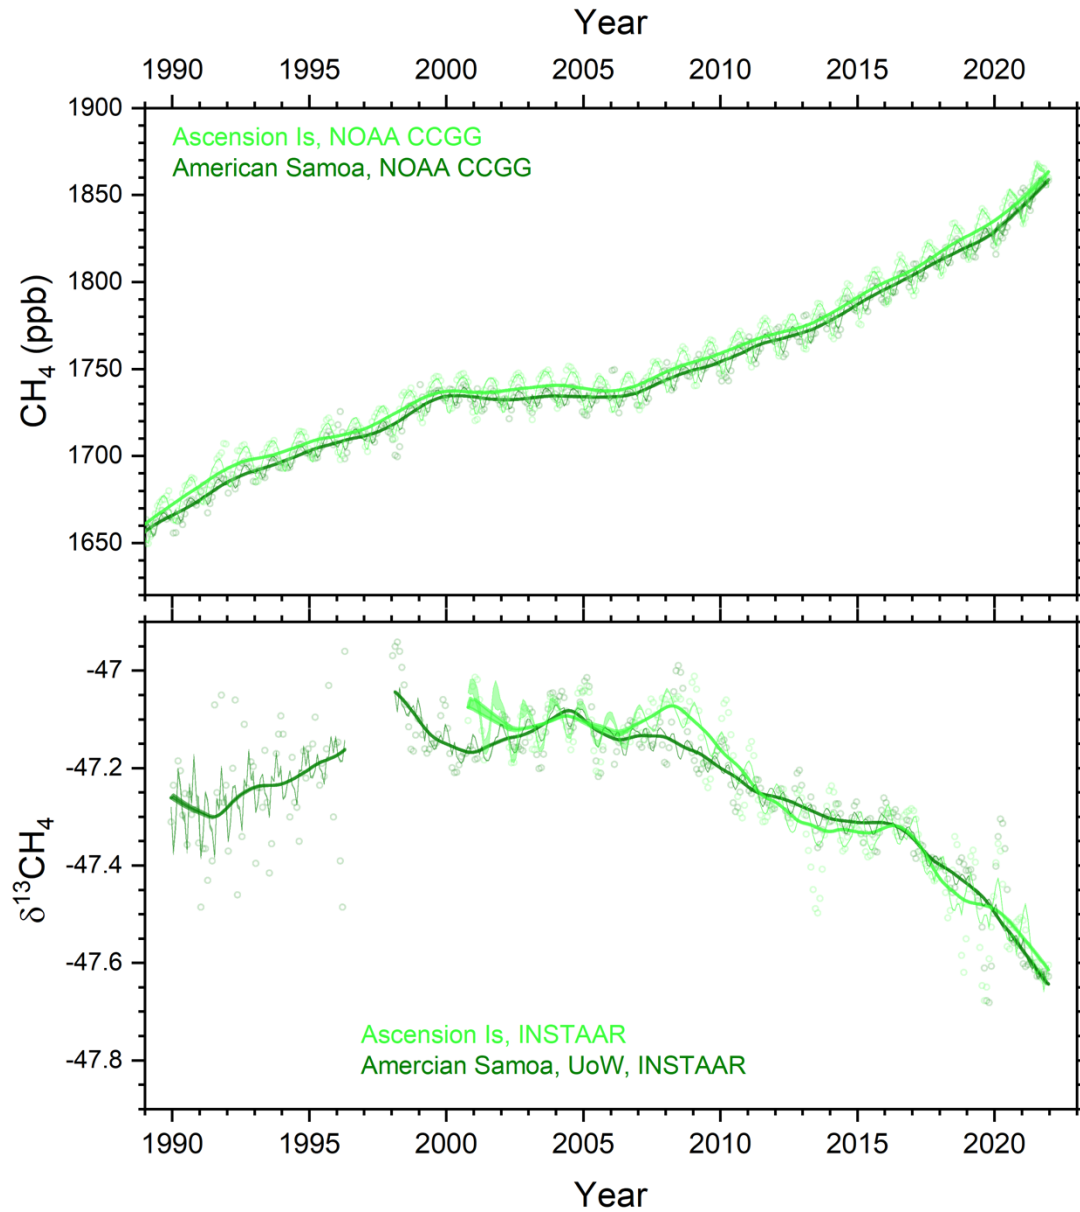 Year
1990 1995 2000 2005 2010 2015 2020
1900
Ascension Is, NOAA CCGG
American Samoa, NOAA CCGG
1850
1800
CH₄ (ppb)
1750
1700
1650
-47
-47.2
-47.4
δ¹³CH₄
-47.6
Ascension Is, INSTAAR
Amercian Samoa, UoW, INSTAAR
-47.8
1990 1995 2000 2005 2010 2015 2020
Year